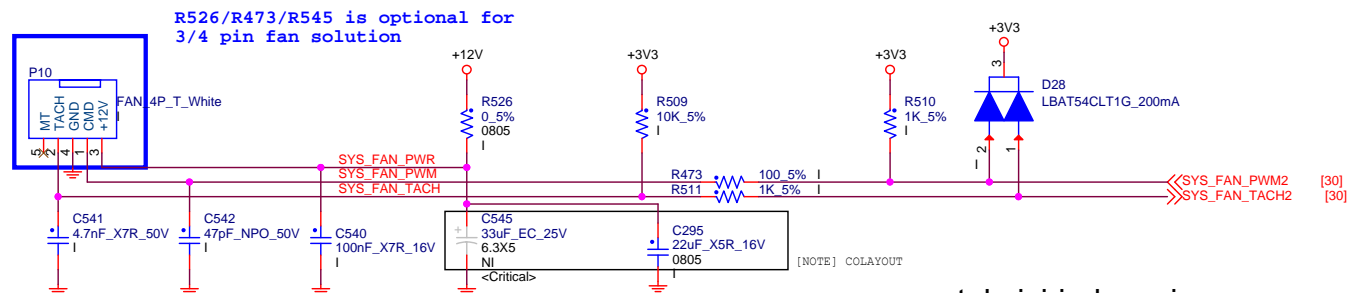 R526/R473/R545 is optional for
3/4 pin fan solution
+12V
+3V3
+3V3
+3V3
P10
FAN_4P_T_White
I
MT
TACH
GND
CMD
+12V
5
2
4
1
3
R526
0_5%
0805
I
R509
10K_5%
I
R510
1K_5%
I
3
D28
LBAT54CLT1G_200mA
I
2
1
SYS_FAN_PWR
SYS_FAN_PWM
SYS_FAN_TACH
R473
100_5%
I
R511
1K_5%
I
SYS_FAN_PWM2 [30]
SYS_FAN_TACH2 [30]
C541
4.7nF_X7R_50V
I
C542
47pF_NPO_50V
I
C540
100nF_X7R_16V
I
C545
33uF_EC_25V
6.3X5
NI
<Critical>
C295
22uF_X5R_16V
0805
I
[NOTE] COLAYOUT